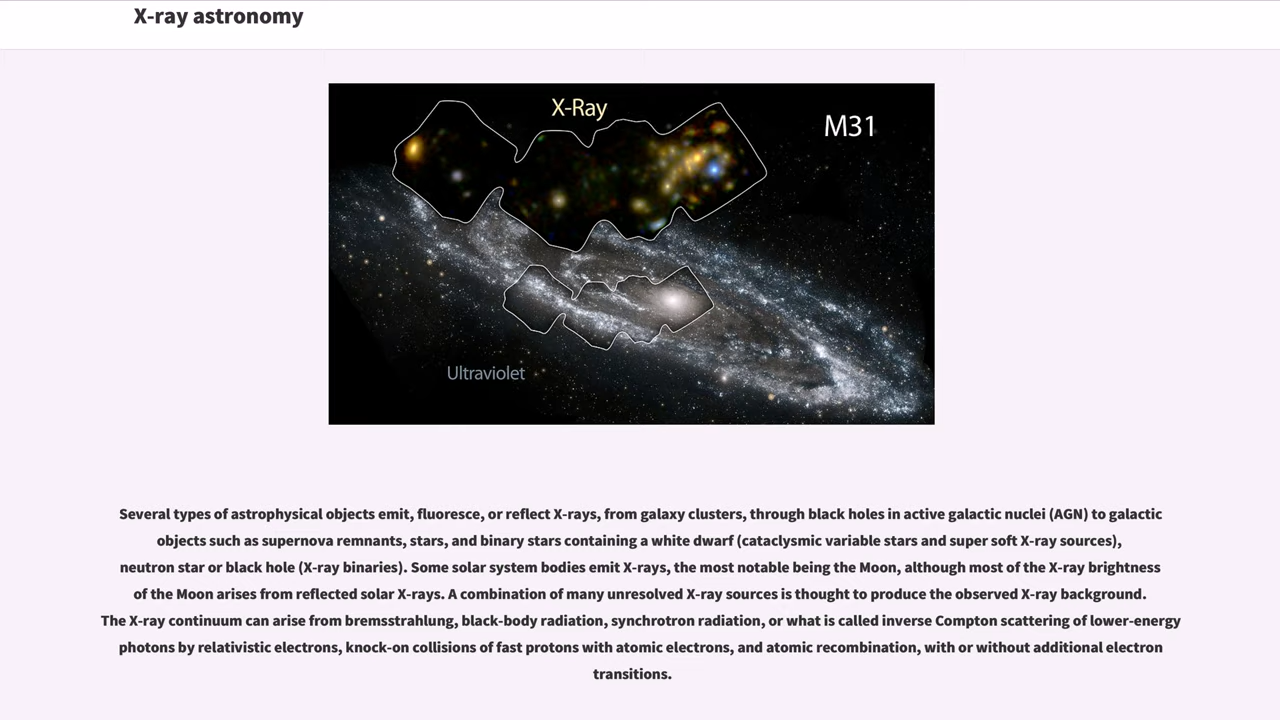 X-ray astronomy
X-Ray
M31
Ultraviolet
Several types of astrophysical objects emit, fluoresce, or reflect X-rays, from galaxy clusters, through black holes in active galactic nuclei (AGN) to galactic
objects such as supernova remnants, stars, and binary stars containing a white dwarf (cataclysmic variable stars and super soft X-ray sources),
neutron star or black hole (X-ray binaries). Some solar system bodies emit X-rays, the most notable being the Moon, although most of the X-ray brightness
of the Moon arises from reflected solar X-rays. A combination of many unresolved X-ray sources is thought to produce the observed X-ray background.
The X-ray continuum can arise from bremsstrahlung, black-body radiation, synchrotron radiation, or what is called inverse Compton scattering of lower-energy
photons by relativistic electrons, knock-on collisions of fast protons with atomic electrons, and atomic recombination, with or without additional electron
transitions.